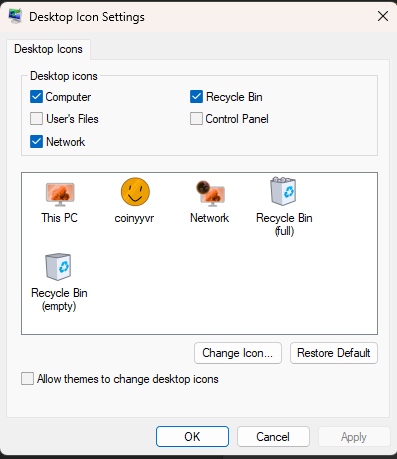 Desktop Icon Settings
Desktop Icons
Desktop icons
Computer
Recycle Bin
User's Files
Control Panel
Network
This PC
coinyyvr
Network
Recycle Bin
(full)
Recycle Bin
(empty)
Change Icon...
Restore Default
Allow themes to change desktop icons
OK
Cancel
Apply